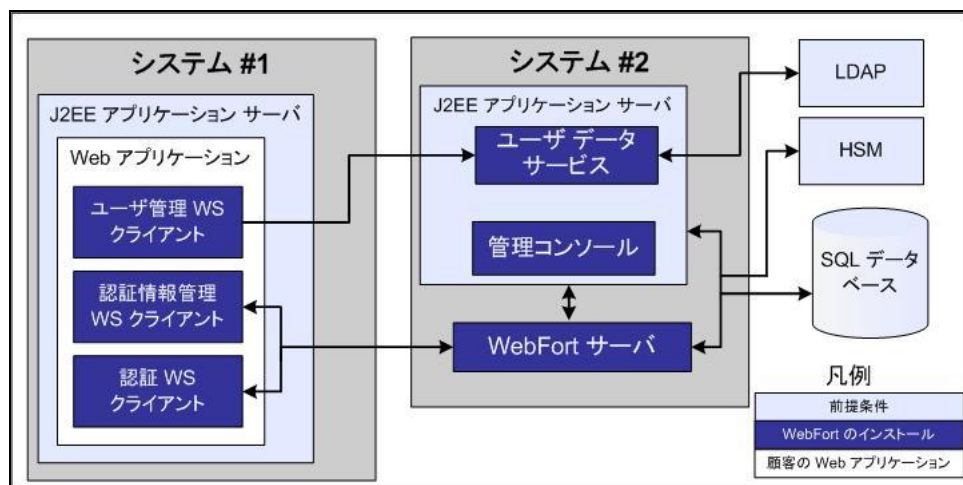 システム #1
J2EE アプリケーション サーバ
Web アプリケーション
ユーザ管理 WS
クライアント
認証情報管理
WS クライアント
認証 WS
クライアント
システム #2
J2EE アプリケーション サーバ
ユーザ データ
サービス
管理コンソール
WebFort サーバ
LDAP
HSM
SQL データ
ベース
凡例
前提条件
WebFort のインストール
顧客の Web アプリケーション